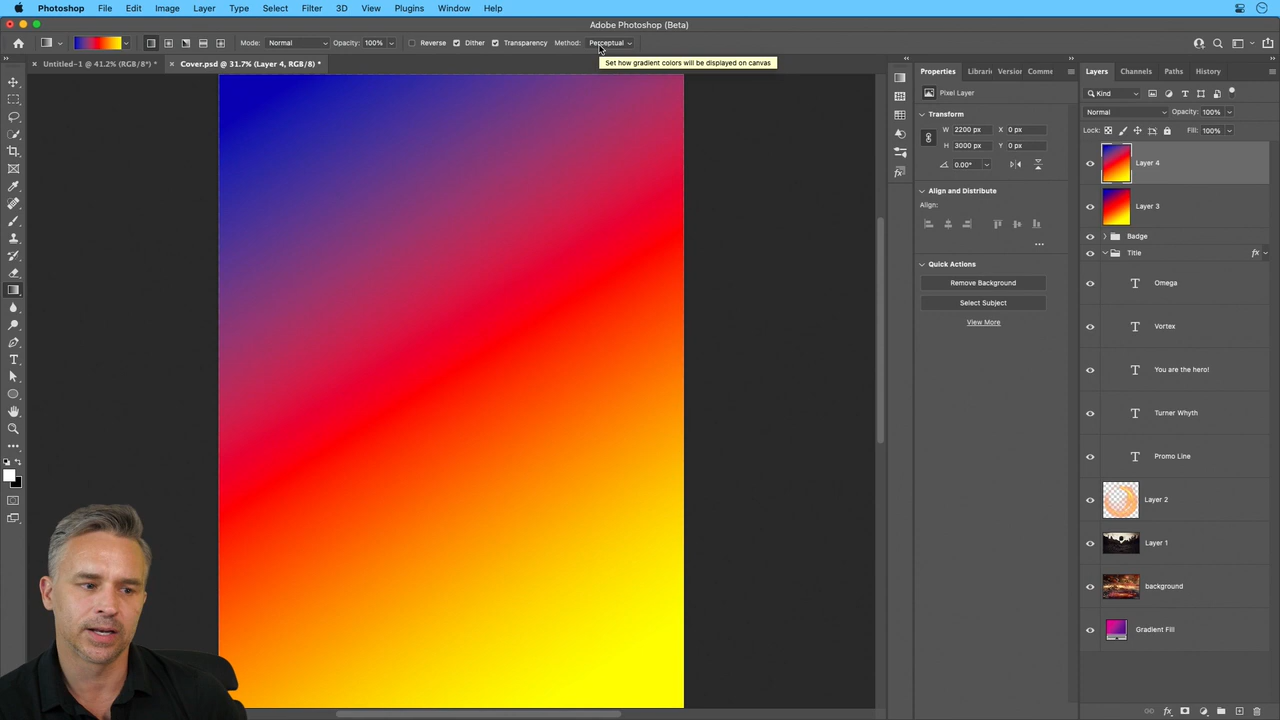 Photoshop File Edit Image Layer Type Select Filter 3D View Plugins Window Help
Adobe Photoshop (Beta)
Mode: Normal Opacity: 100% Reverse Dither Transparency Method: Perceptual
Set how gradient colors will be displayed on canvas
Untitled-1 @ 41.2% (RGB/8) * Cover.psd @ 31.7% (Layer 4, RGB/8) *
Properties Librari Version Comme
Pixel Layer
Transform
W 2200 px X 0 px
H 3000 px Y 0 px
0.00°
Align and Distribute
Align:
Quick Actions
Remove Background
Select Subject
View More
Layers Channels Paths History
Kind
Normal Opacity: 100%
Lock: Fill: 100%
Layer 4
Layer 3
Badge
Title fx
Omega
Vortex
You are the hero!
Turner Whyth
Promo Line
Layer 2
Layer 1
background
Gradient Fill